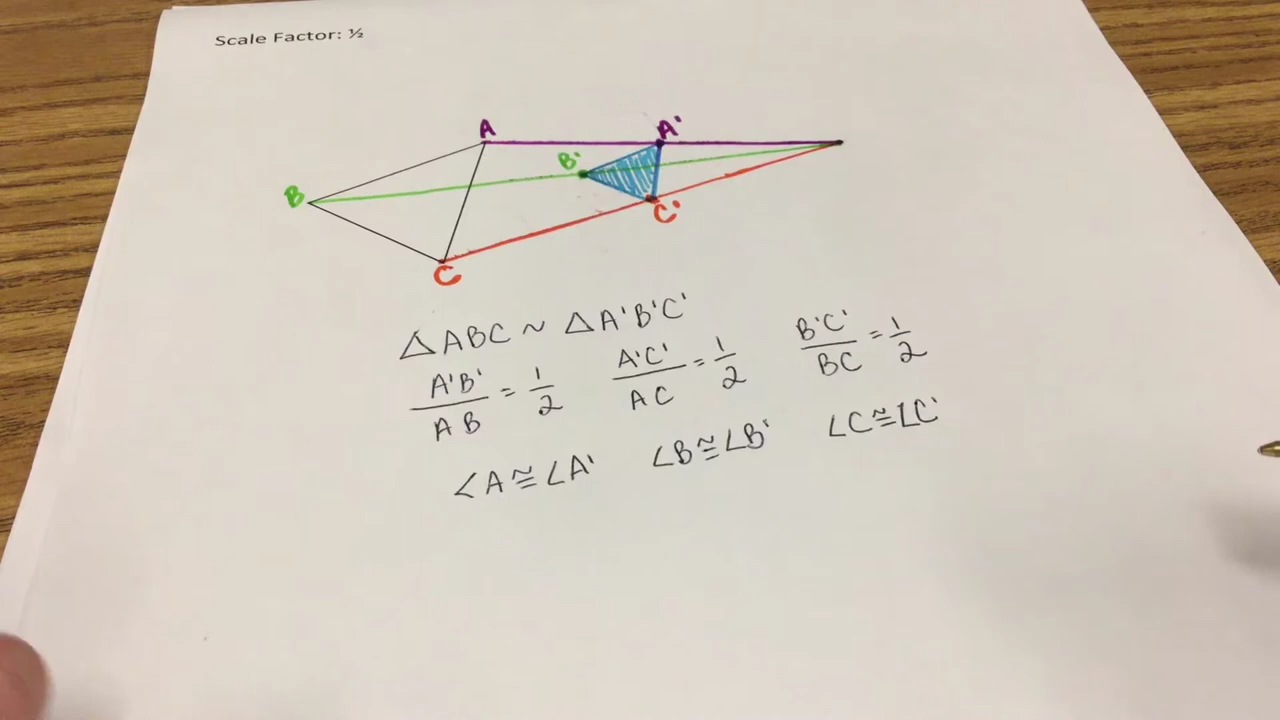 Scale Factor: ½
A A'
B'
B
C'
C
△ABC ~ △A'B'C'
A'B'/AB = 1/2 A'C'/AC = 1/2 B'C'/BC = 1/2
∠A≅∠A' ∠B≅∠B' ∠C≅∠C'